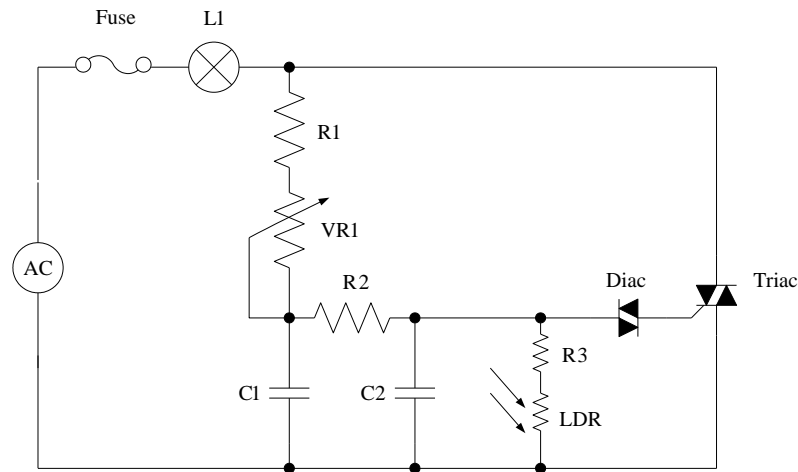 Fuse
L1
R1
VR1
AC
R2
Diac
Triac
R3
C1
C2
LDR